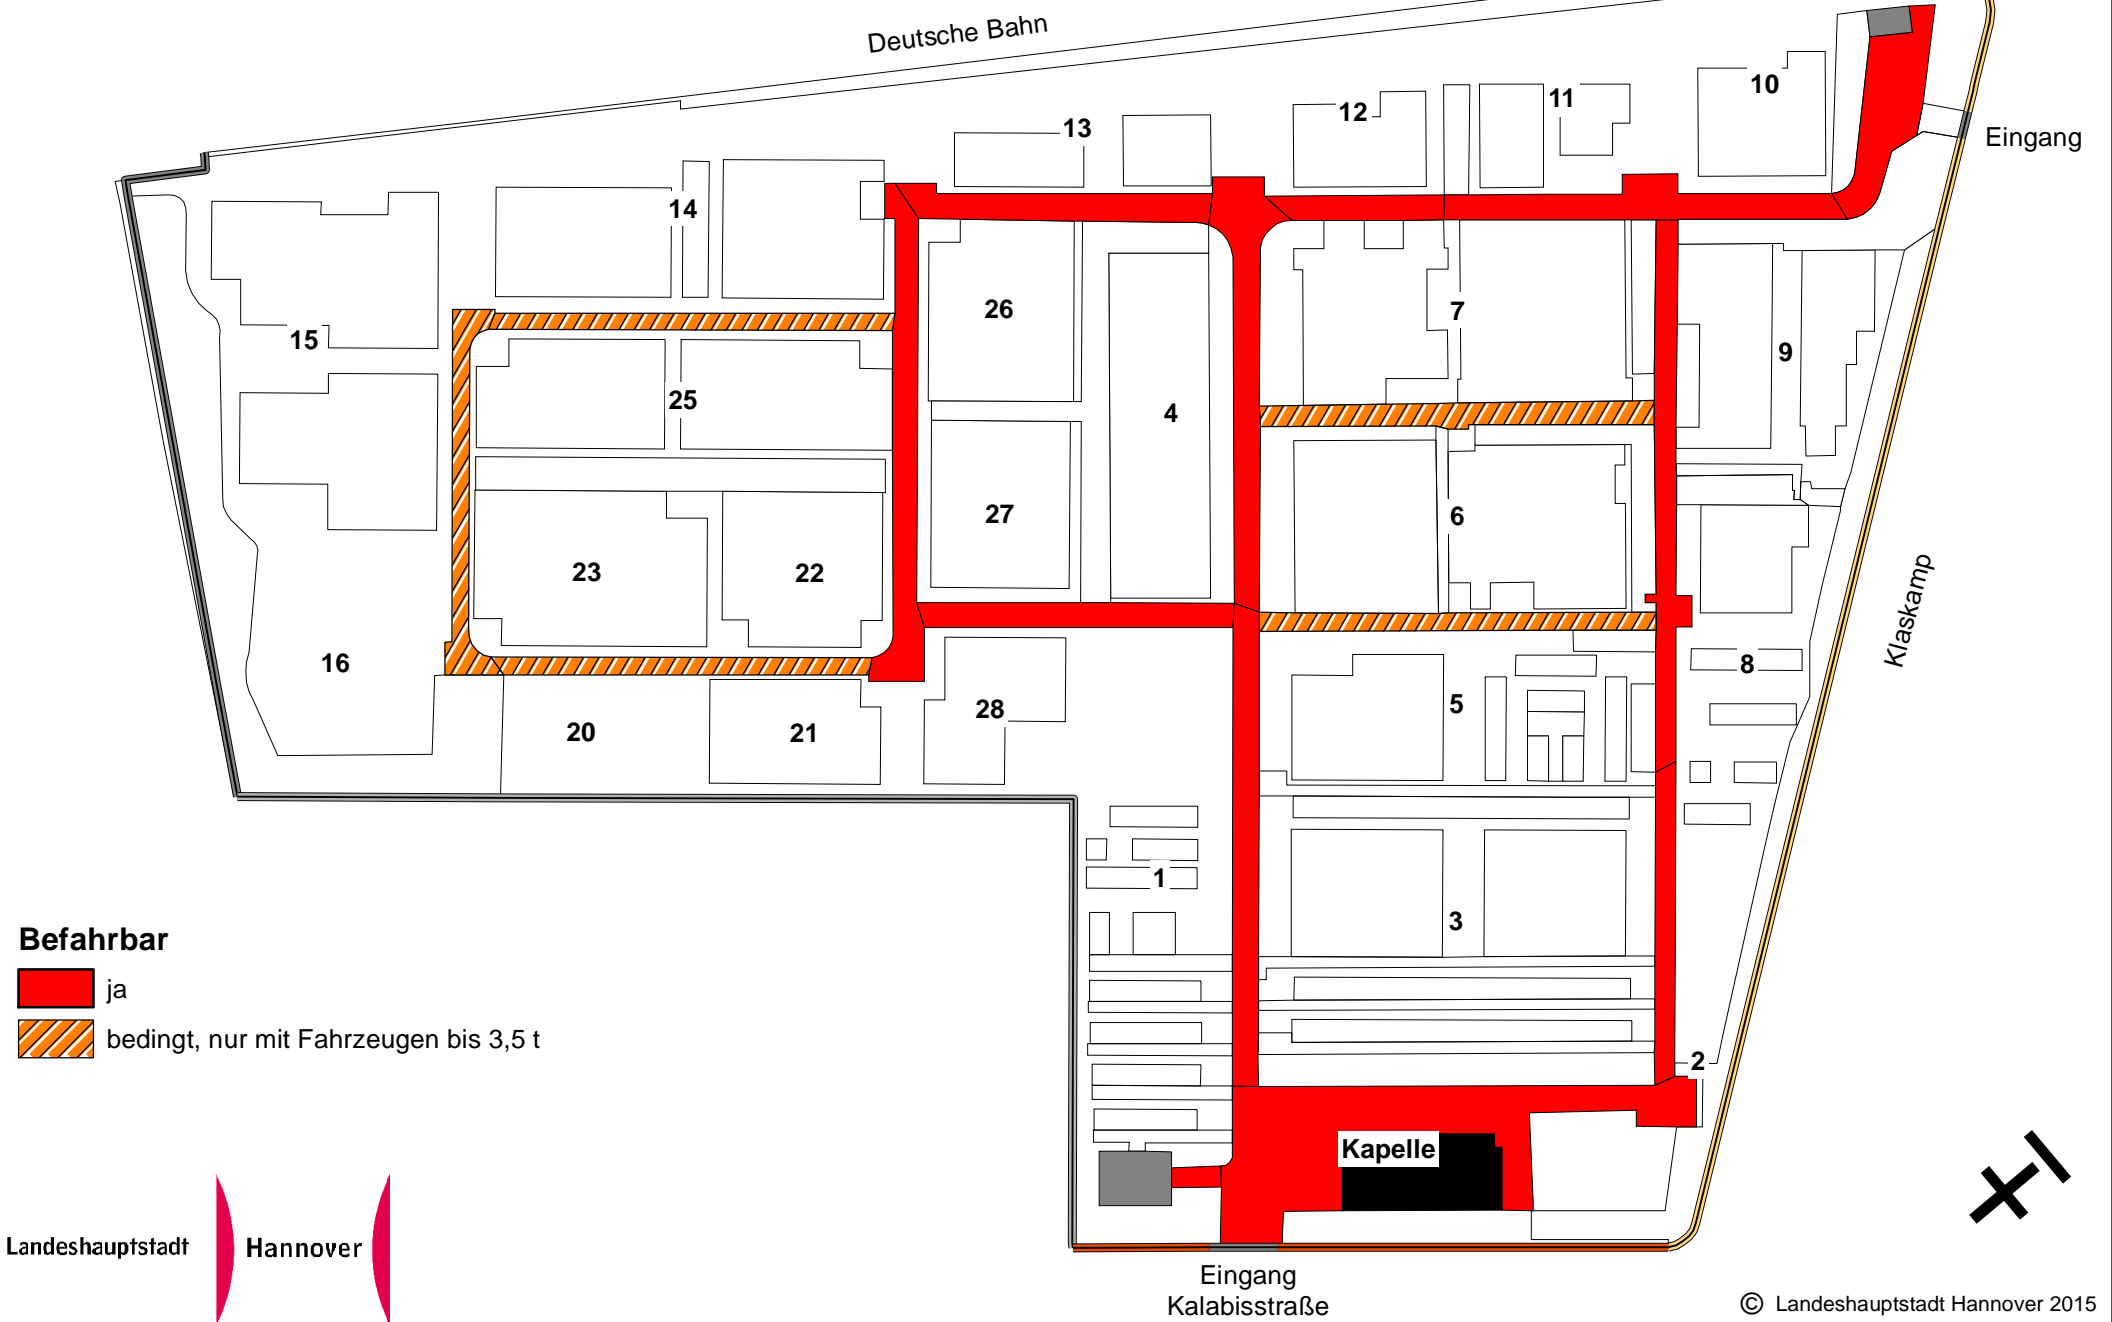 Deutsche Bahn
10
11
12
13
Eingang
14
26
7
15
9
25
4
27
6
23
22
Klaskamp
16
8
5
28
20
21
1
3
Befahrbar
ja
bedingt, nur mit Fahrzeugen bis 3,5 t
2
Kapelle
Landeshauptstadt Hannover
Eingang
Kalabisstraße
© Landeshauptstadt Hannover 2015